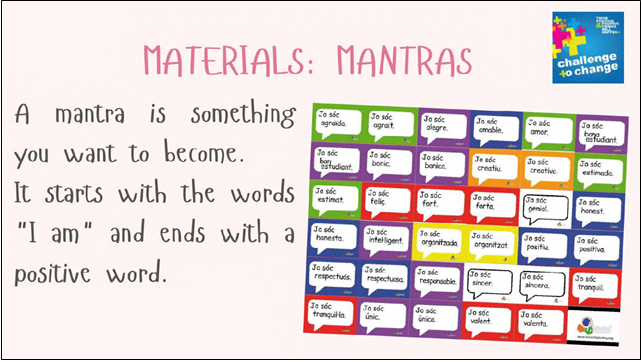 MATERIALS: MANTRAS
challenge
to change
A mantra is something
you want to become.
It starts with the words
"I am" and ends with a
positive word.
Jo sóc agraïda.
Jo sóc agraït.
Jo sóc alegre.
Jo sóc amable.
Jo sóc amor.
Jo sóc bona estudiant.
Jo sóc bon estudiant.
Jo sóc bonic.
Jo sóc bonica.
Jo sóc creatiu.
Jo sóc creativa.
Jo sóc estimada.
Jo sóc estimat.
Jo sóc feliç.
Jo sóc fort.
Jo sóc forta.
Jo sóc genial.
Jo sóc honest.
Jo sóc honesta.
Jo sóc intel·ligent.
Jo sóc organitzada.
Jo sóc organitzat.
Jo sóc positiu.
Jo sóc positiva.
Jo sóc respectuós.
Jo sóc respectuosa.
Jo sóc responsable.
Jo sóc sincer.
Jo sóc sincera.
Jo sóc tranquil.
Jo sóc tranquil·la.
Jo sóc únic.
Jo sóc única.
Jo sóc valent.
Jo sóc valenta.